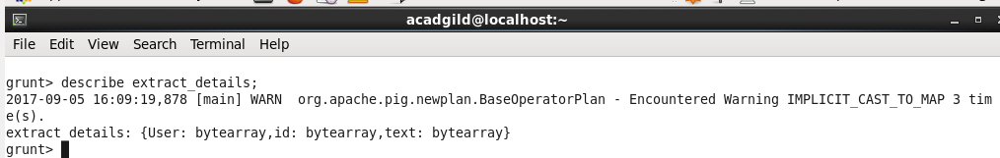 acadgild@localhost:~
File Edit View Search Terminal Help
grunt> describe extract_details;
2017-09-05 16:09:19,878 [main] WARN  org.apache.pig.newplan.BaseOperatorPlan - Encountered Warning IMPLICIT_CAST_TO_MAP 3 tim
e(s).
extract_details: {User: bytearray,id: bytearray,text: bytearray}
grunt>